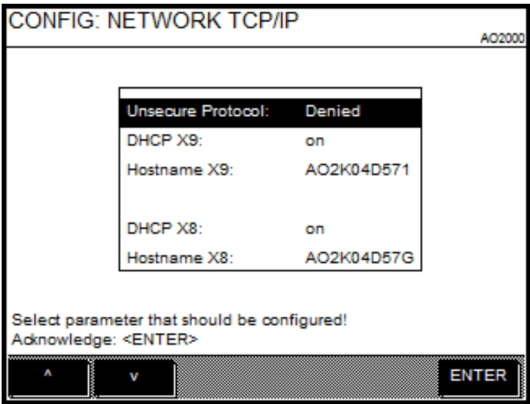 CONFIG: NETWORK TCP/IP
AO2000
Unsecure Protocol: Denied
DHCP X9: on
Hostname X9: AO2K04D571
DHCP X8: on
Hostname X8: AO2K04D57G
Select parameter that should be configured!
Acknowledge: <ENTER>
^ v ENTER